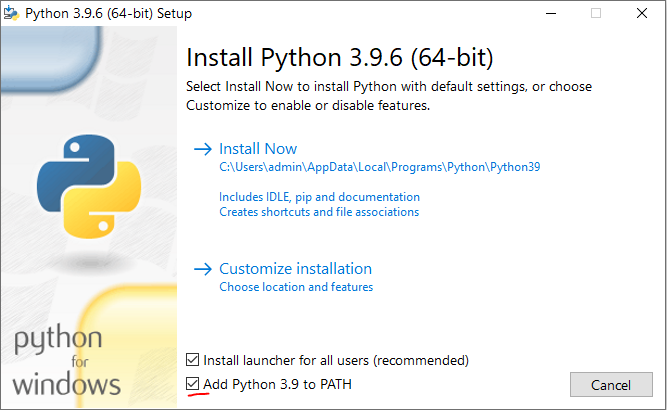 Python 3.9.6 (64-bit) Setup
Install Python 3.9.6 (64-bit)
Select Install Now to install Python with default settings, or choose
Customize to enable or disable features.
Install Now
C:\Users\admin\AppData\Local\Programs\Python\Python39
Includes IDLE, pip and documentation
Creates shortcuts and file associations
Customize installation
Choose location and features
python
for
windows
Install launcher for all users (recommended)
Add Python 3.9 to PATH
Cancel